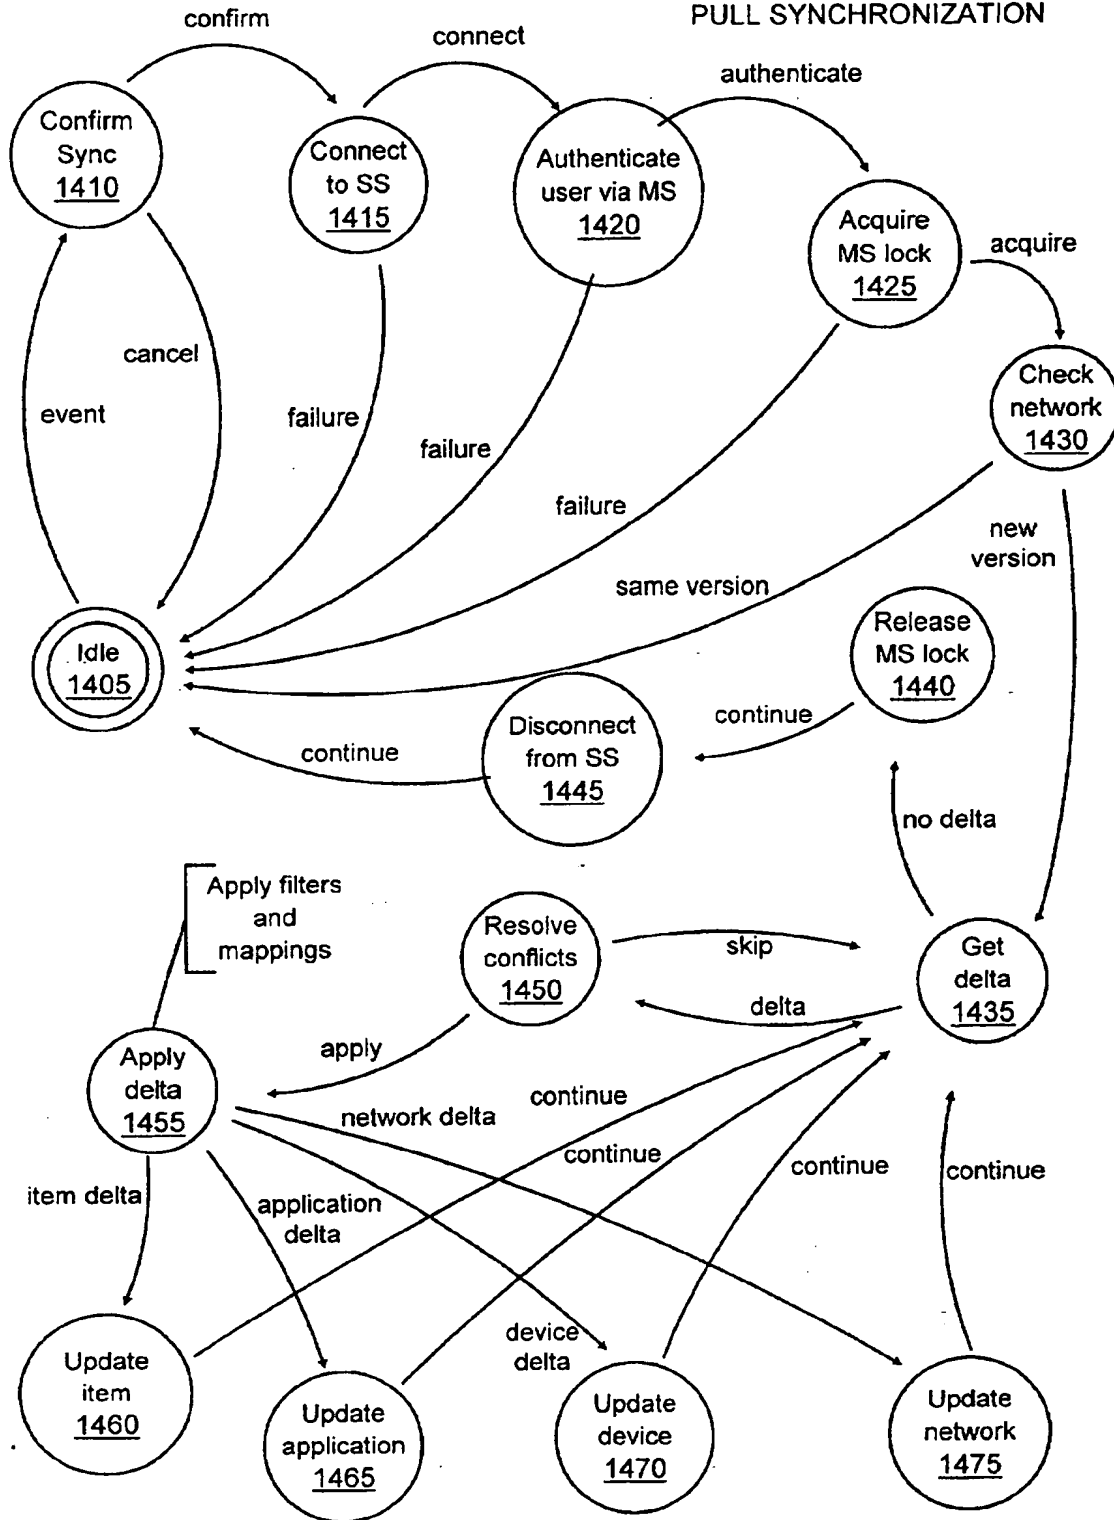 PULL SYNCHRONIZATION
confirm
connect
authenticate
Confirm
Sync
1410
Connect
to SS
1415
Authenticate
user via MS
1420
Acquire
MS lock
1425
acquire
Check
network
1430
event
cancel
failure
failure
failure
same version
new
version
Idle
1405
Release
MS lock
1440
continue
Disconnect
from SS
1445
continue
no delta
Apply filters
and
mappings
Resolve
conflicts
1450
skip
delta
Get
delta
1435
apply
Apply
delta
1455
network delta
continue
continue
continue
continue
item delta
application
delta
device
delta
Update
item
1460
Update
application
1465
Update
device
1470
Update
network
1475